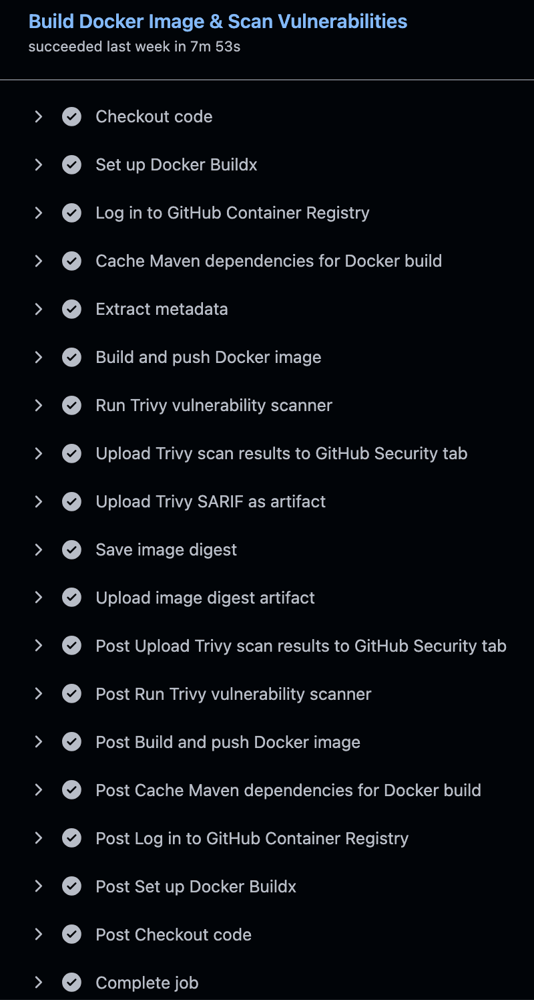 Build Docker Image & Scan Vulnerabilities
succeeded last week in 7m 53s
Checkout code
Set up Docker Buildx
Log in to GitHub Container Registry
Cache Maven dependencies for Docker build
Extract metadata
Build and push Docker image
Run Trivy vulnerability scanner
Upload Trivy scan results to GitHub Security tab
Upload Trivy SARIF as artifact
Save image digest
Upload image digest artifact
Post Upload Trivy scan results to GitHub Security tab
Post Run Trivy vulnerability scanner
Post Build and push Docker image
Post Cache Maven dependencies for Docker build
Post Log in to GitHub Container Registry
Post Set up Docker Buildx
Post Checkout code
Complete job